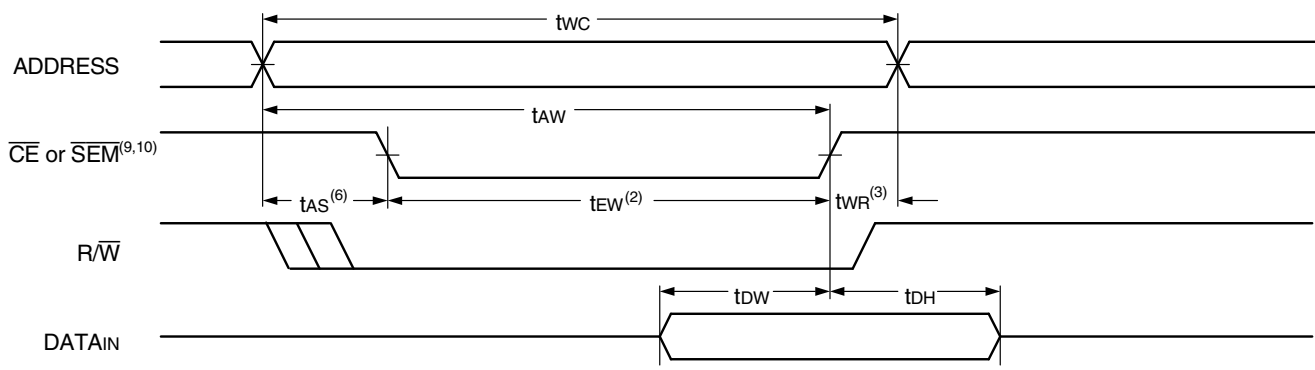 tWC
ADDRESS
tAW
CE or SEM(9,10)
tAS(6)
tEW(2)
tWR(3)
R/W
tDW
tDH
DATAIN